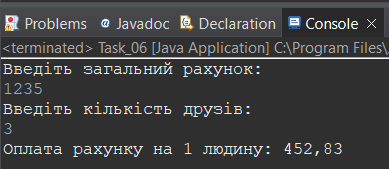 Problems Javadoc Declaration Console
<terminated> Task_06 [Java Application] C:\Program Files\
Введіть загальний рахунок:
1235
Введіть кількість друзів:
3
Оплата рахунку на 1 людину: 452,83